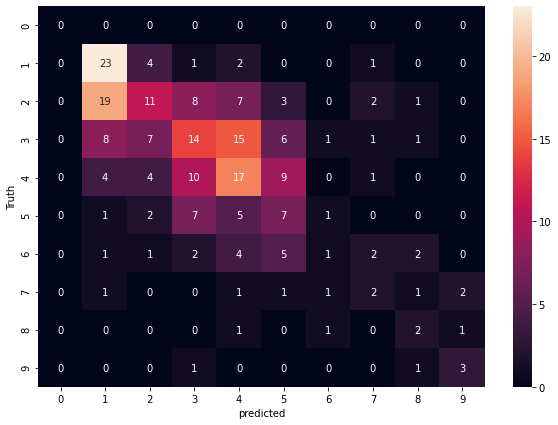 Truth
0 0 0 0 0 0 0 0 0 0 0
1 0 23 4 1 2 0 0 1 0 0
2 0 19 11 8 7 3 0 2 1 0
3 0 8 7 14 15 6 1 1 1 0
4 0 4 4 10 17 9 0 1 0 0
5 0 1 2 7 5 7 1 0 0 0
6 0 1 1 2 4 5 1 2 2 0
7 0 1 0 0 1 1 1 2 1 2
8 0 0 0 0 1 0 1 0 2 1
9 0 0 0 1 0 0 0 0 1 3
0 1 2 3 4 5 6 7 8 9
predicted
20
15
10
5
0